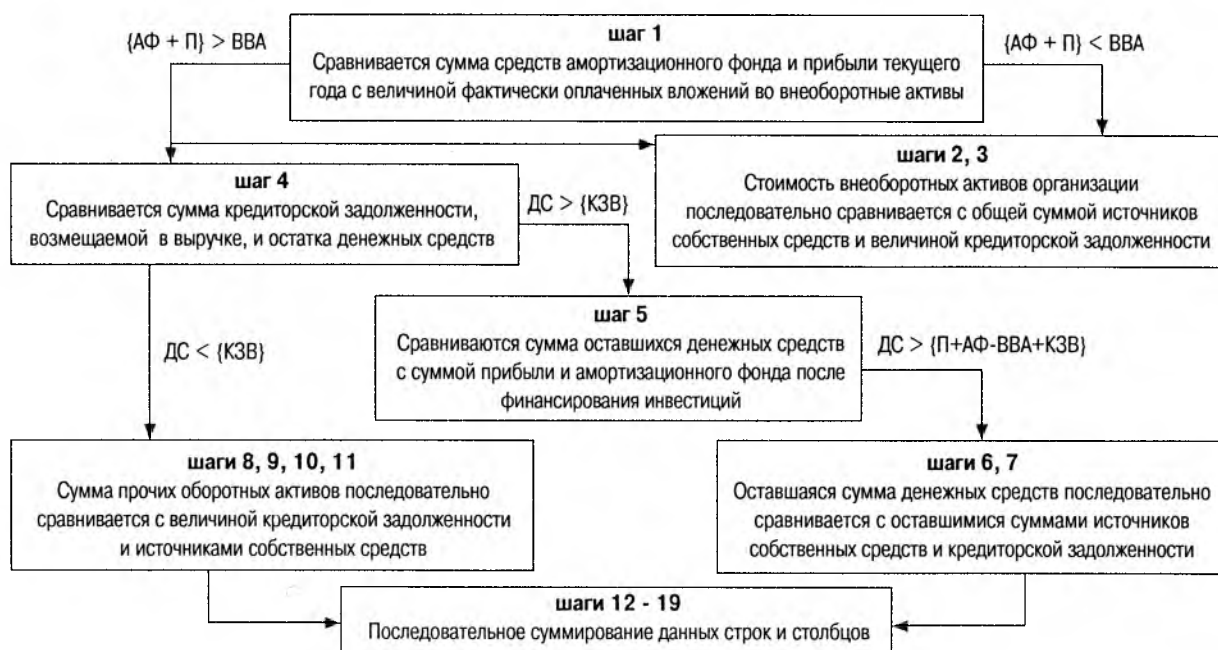 {АФ + П} > ВВА
шаг 1
Сравнивается сумма средств амортизационного фонда и прибыли текущего
года с величиной фактически оплаченных вложений во внеоборотные активы
{АФ + П} < ВВА
шаг 4
Сравнивается сумма кредиторской задолженности,
возмещаемой в выручке, и остатка денежных средств
ДС > {КЗВ}
шаги 2, 3
Стоимость внеоборотных активов организации
последовательно сравнивается с общей суммой источников
собственных средств и величиной кредиторской задолженности
ДС < {КЗВ}
шаг 5
Сравниваются сумма оставшихся денежных средств
с суммой прибыли и амортизационного фонда после
финансирования инвестиций
ДС > {П+АФ-ВВА+КЗВ}
шаги 8, 9, 10, 11
Сумма прочих оборотных активов последовательно
сравнивается с величиной кредиторской задолженности
и источниками собственных средств
шаги 6, 7
Оставшаяся сумма денежных средств последовательно
сравнивается с оставшимися суммами источников
собственных средств и кредиторской задолженности
шаги 12 - 19
Последовательное суммирование данных строк и столбцов